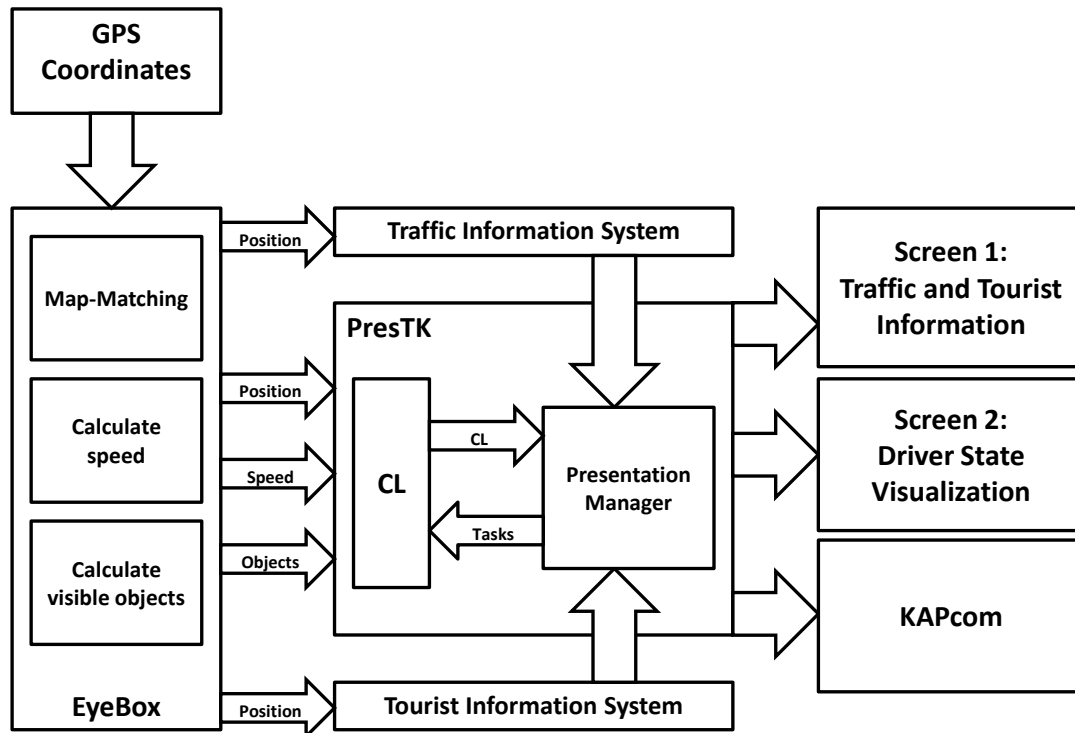 GPS
Coordinates
Position
Traffic Information System
Map-Matching
Calculate
speed
Calculate
visible objects
EyeBox
Position
Speed
Objects
Position
PresTK
CL
CL
Tasks
Presentation
Manager
Tourist Information System
Screen 1:
Traffic and Tourist
Information
Screen 2:
Driver State
Visualization
KAPcom